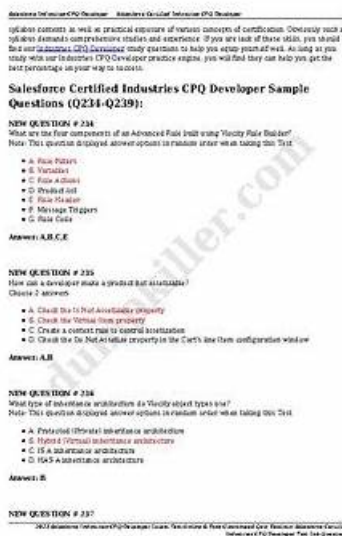 syllabus contents as well as practical exposure of various concepts of certification. Obviously such a
syllabus demands comprehensive studies and experience. If you are lack of these skills, you should
find our Industries CPQ-Developer study questions to help you equip yourself well. As long as you
study with our Industries CPQ-Developer practice engine, you will find they can help you get the
best percentage on your way to success.
Salesforce Certified Industries CPQ Developer Sample
Questions (Q234-Q239):
NEW QUESTION # 234
What are the four components of an Advanced Rule built using Vlocity Rule Builder?
Note: This question displayed answer options in random order when taking this Test.
A. Rule Filters
B. Variables
C. Rule Actions
D. Product list
E. Rule Header
F. Message Triggers
G. Rule Code
Answer: A,B,C,E
NEW QUESTION # 235
How can a developer make a product not assetizable?
Choose 2 answers
A. Check the Is Not Assetizable property
B. Check the Virtual Item property
C. Create a context rule to control assetization
D. Check the Do Not Assetize property in the Cart's line item configuration window
Answer: A,B
NEW QUESTION # 236
What type of inheritance architecture do Vlocity object types use?
Note: This question displayed answer options in random order when taking this Test.
A. Protected (Private) inheritance architecture
B. Hybrid (Virtual) inheritance architecture
C. IS A inheritance architecture
D. HAS A inheritance architecture
Answer: B
NEW QUESTION # 237